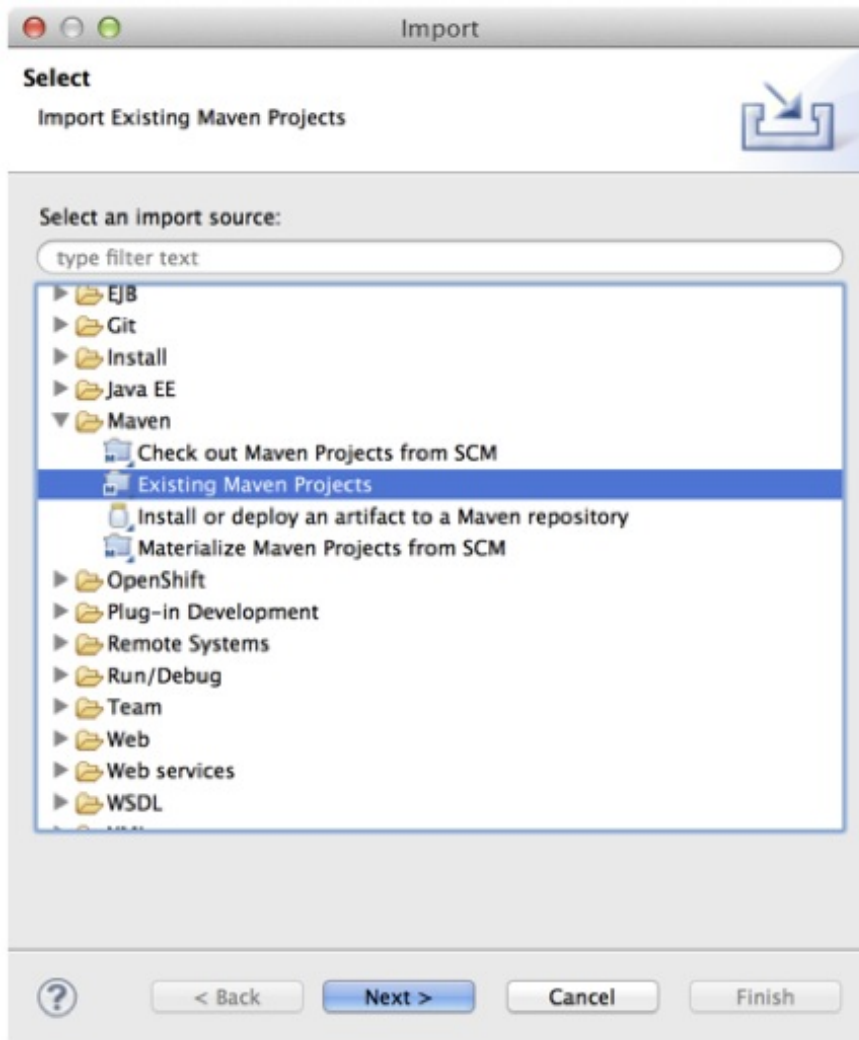 Import
Select
Import Existing Maven Projects
Select an import source:
type filter text
EJB
Git
Install
Java EE
Maven
Check out Maven Projects from SCM
Existing Maven Projects
Install or deploy an artifact to a Maven repository
Materialize Maven Projects from SCM
OpenShift
Plug-in Development
Remote Systems
Run/Debug
Team
Web
Web services
WSDL
?
< Back
Next >
Cancel
Finish